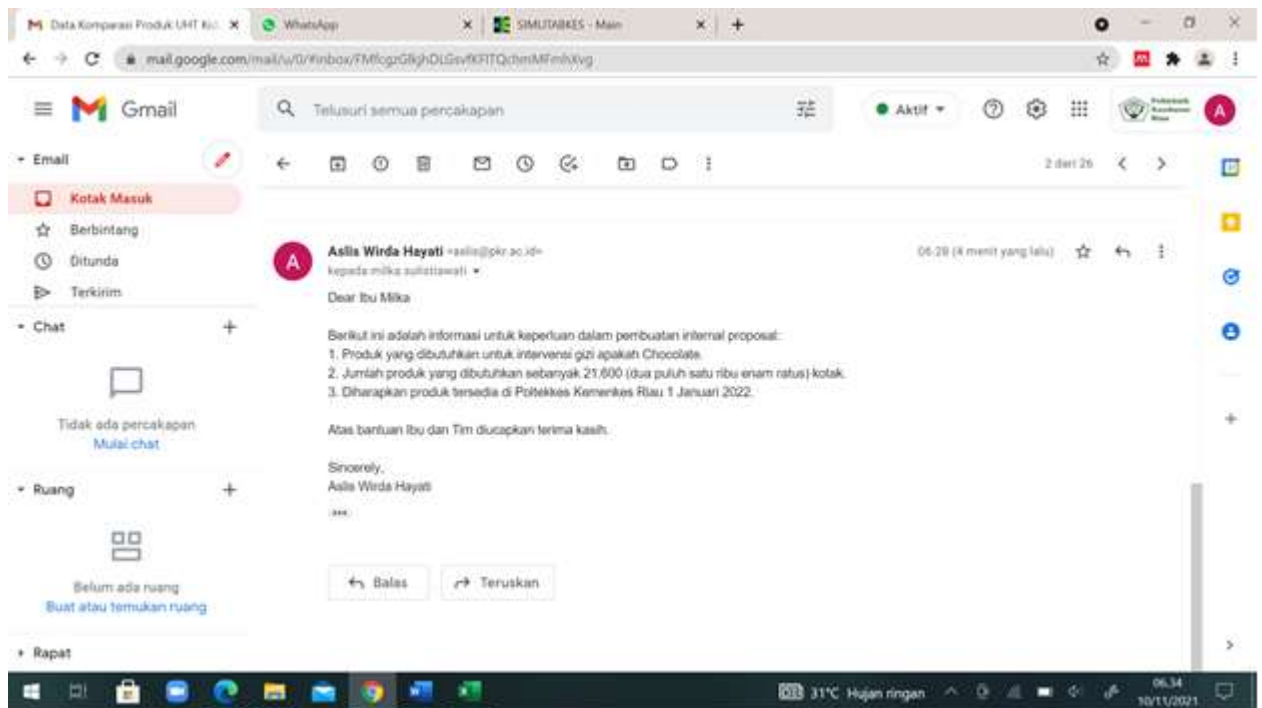 Data Komparasi Produk UHT
WhatsApp
SIMUTABKES - Main
Gmail
Telusuri semua percakapan
Aktif
A
Email
2 dari 26
Kotak Masuk
Berbintang
Ditunda
Terkirim
Chat
Tidak ada percakapan
Mulai chat
Ruang
Belum ada ruang
Buat atau temukan ruang
Rapat
A
Aslis Wirda Hayati <aslis@pkr.ac.id>
06.28 (4 menit yang lalu)
kepada milka sulistiawati
Dear Ibu Milka
Berikut ini adalah informasi untuk keperluan dalam pembuatan internal proposal:
1. Produk yang dibutuhkan untuk intervensi gizi apakah Chocolate.
2. Jumlah produk yang dibutuhkan sebanyak 21.600 (dua puluh satu ribu enam ratus) kotak.
3. Diharapkan produk tersedia di Poltekkes Kemenkes Riau 1 Januari 2022.
Atas bantuan Ibu dan Tim diucapkan terima kasih.
Sincerely,
Aslis Wirda Hayati
Balas
Teruskan
31°C Hujan ringan
06.34
10/11/2021